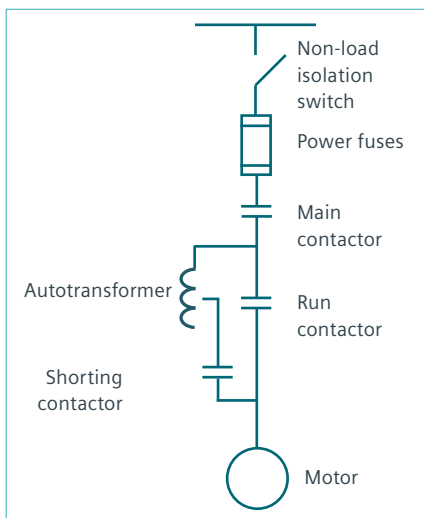 Non-load
isolation
switch
Power fuses
Main
contactor
Autotransformer
Run
contactor
Shorting
contactor
Motor